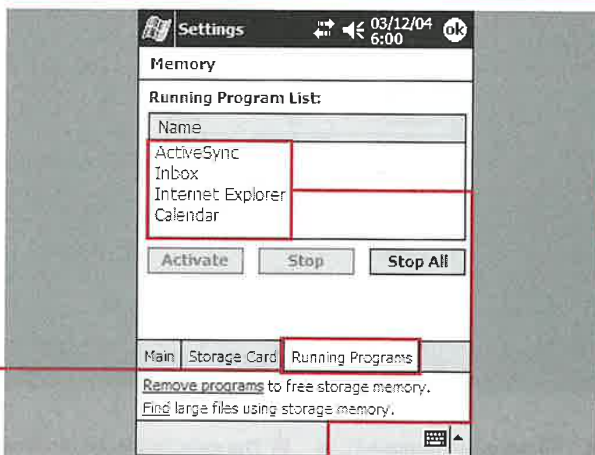 Settings 03/12/04
6:00 ok
Memory
Running Program List:
Name
ActiveSync
Inbox
Internet Explorer
Calendar
Activate Stop Stop All
Main Storage Card Running Programs
Remove programs to free storage memory.
Find large files using storage memory.